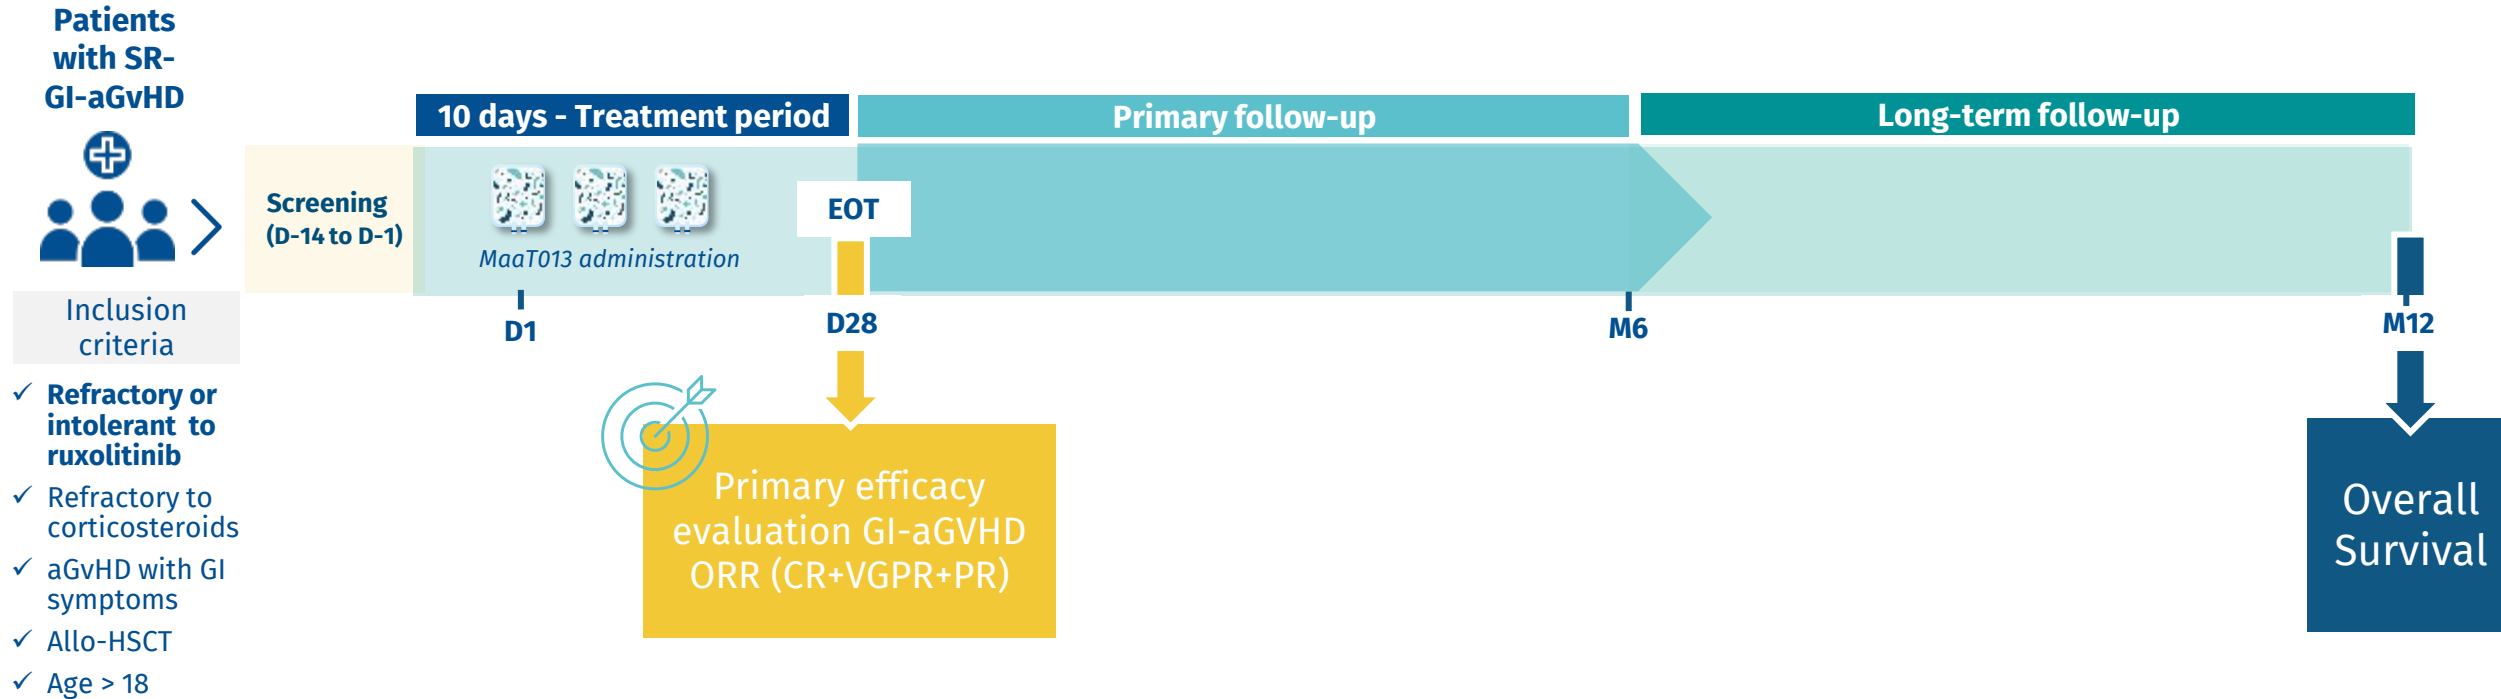 Patients
with SR-
GI-aGvHD
10 days - Treatment period
Primary follow-up
Long-term follow-up
Screening
(D-14 to D-1)
MaaT013 administration
EOT
D1
D28
M6
M12
Inclusion
criteria
✓ Refractory or
intolerant to
ruxolitinib
✓ Refractory to
corticosteroids
✓ aGvHD with GI
symptoms
✓ Allo-HSCT
✓ Age > 18
Primary efficacy
evaluation GI-aGVHD
ORR (CR+VGPR+PR)
Overall
Survival